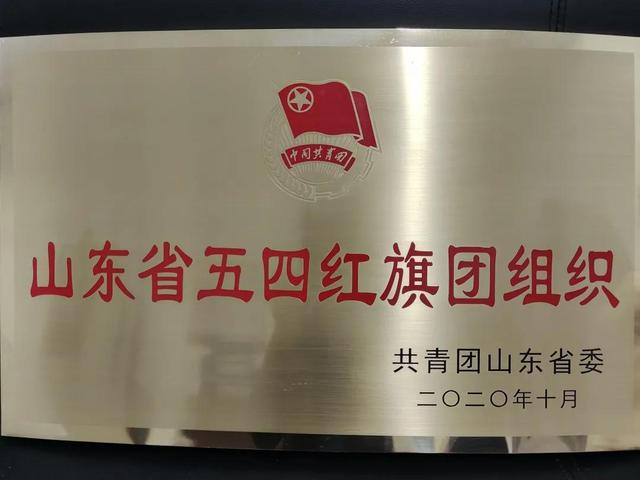 中国共青团
山东省五四红旗团组织
共青团山东省委
二〇二〇年十月